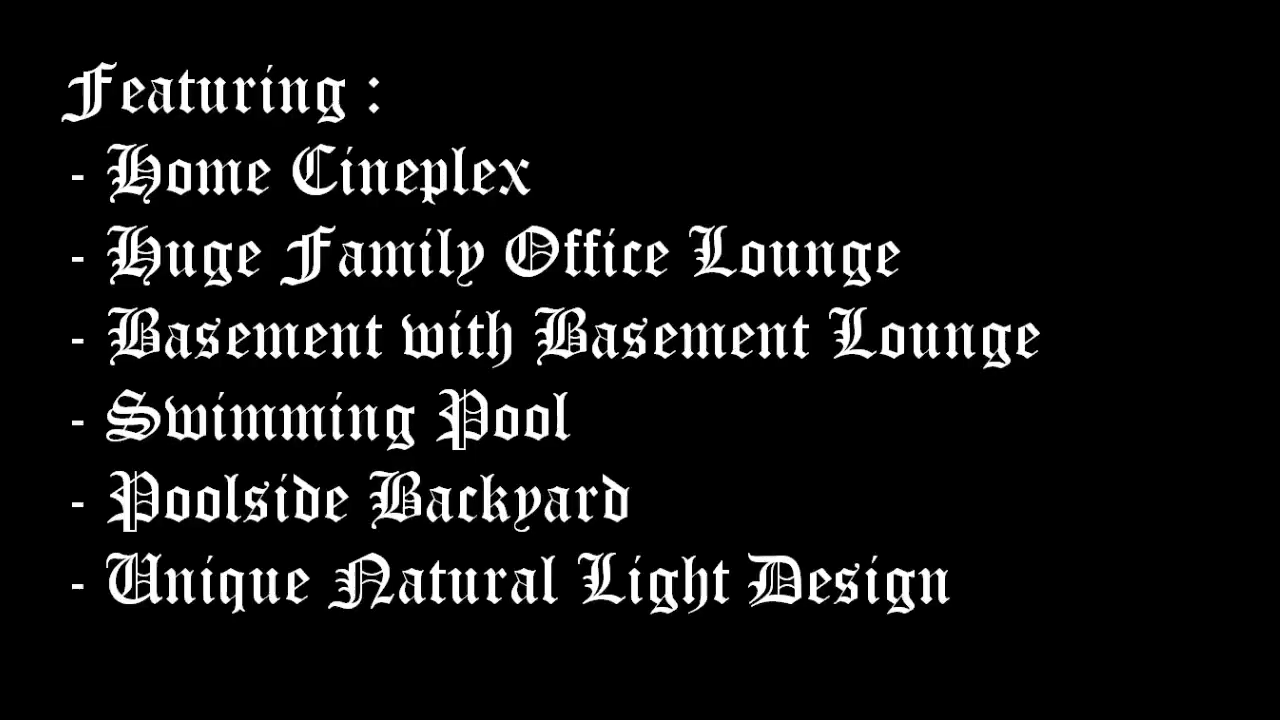 Featuring :
- Home Cineplex
- Huge Family Office Lounge
- Basement with Basement Lounge
- Swimming Pool
- Poolside Backyard
- Unique Natural Light Design